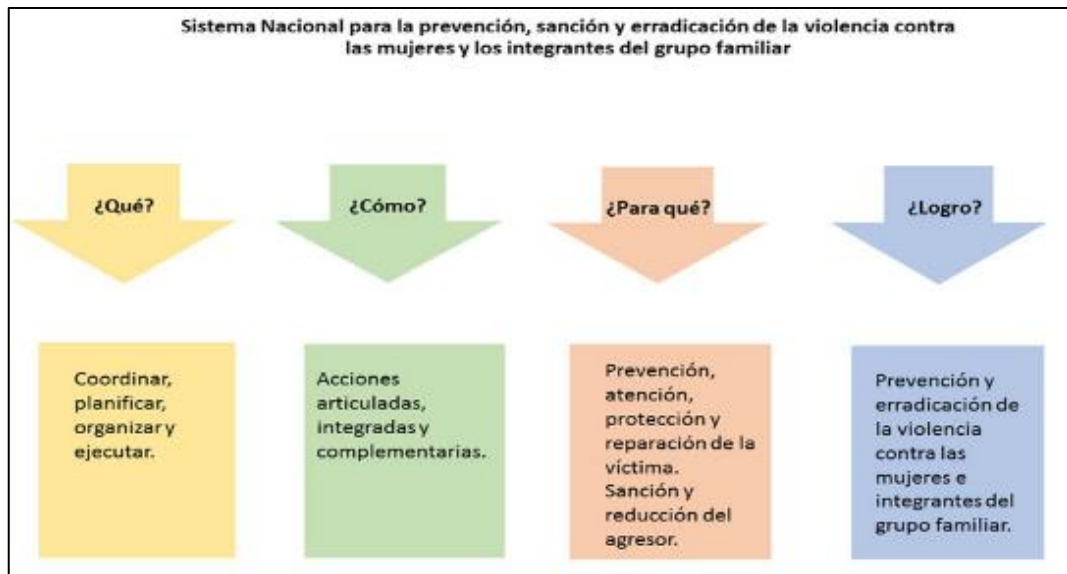 Sistema Nacional para la prevención, sanción y erradicación de la violencia contra
las mujeres y los integrantes del grupo familiar
¿Qué?
¿Cómo?
¿Para qué?
¿Logro?
Coordinar,
planificar,
organizar y
ejecutar.
Acciones
articuladas,
integradas y
complementarias.
Prevención,
atención,
protección y
reparación de la
víctima.
Sanción y
reducción del
agresor.
Prevención y
erradicación de
la violencia
contra las
mujeres e
integrantes del
grupo familiar.